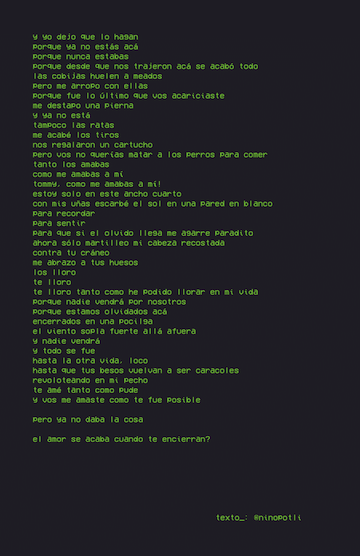 y yo dejo que lo hagan
porque ya no estás acá
porque nunca estabas
porque desde que nos trajeron acá se acabó todo
las cobijas huelen a meados
pero me arropo con ellas
porque fue lo último que vos acariciaste
me destapo una pierna
y ya no está
tampoco las ratas
me acabé los tiros
nos regalaron un cartucho
pero vos no querías matar a los perros para comer
tanto los amabas
como me amabas a mí
tommy, como me amabas a mí!
estoy solo en este ancho cuarto
con mis uñas escarbé el sol en una pared en blanco
para recordar
para sentir
para que si el olvido llega me agarre paradito
ahora sólo martilleo mi cabeza recostada
contra tu cráneo
me abrazo a tus huesos
los lloro
te lloro
te lloro tanto como he podido llorar en mi vida
porque nadie vendrá por nosotros
porque estamos olvidados acá
encerrados en una pocilga
el viento sopla fuerte allá afuera
y nadie vendrá
y todo se fue
hasta la otra vida, loco
hasta que tus besos vuelvan a ser caracoles
revoloteando en mi pecho
te amé tanto como pude
y vos me amaste como te fue posible
pero ya no daba la cosa
el amor se acaba cuando te encierran?
texto_: @ninopotli